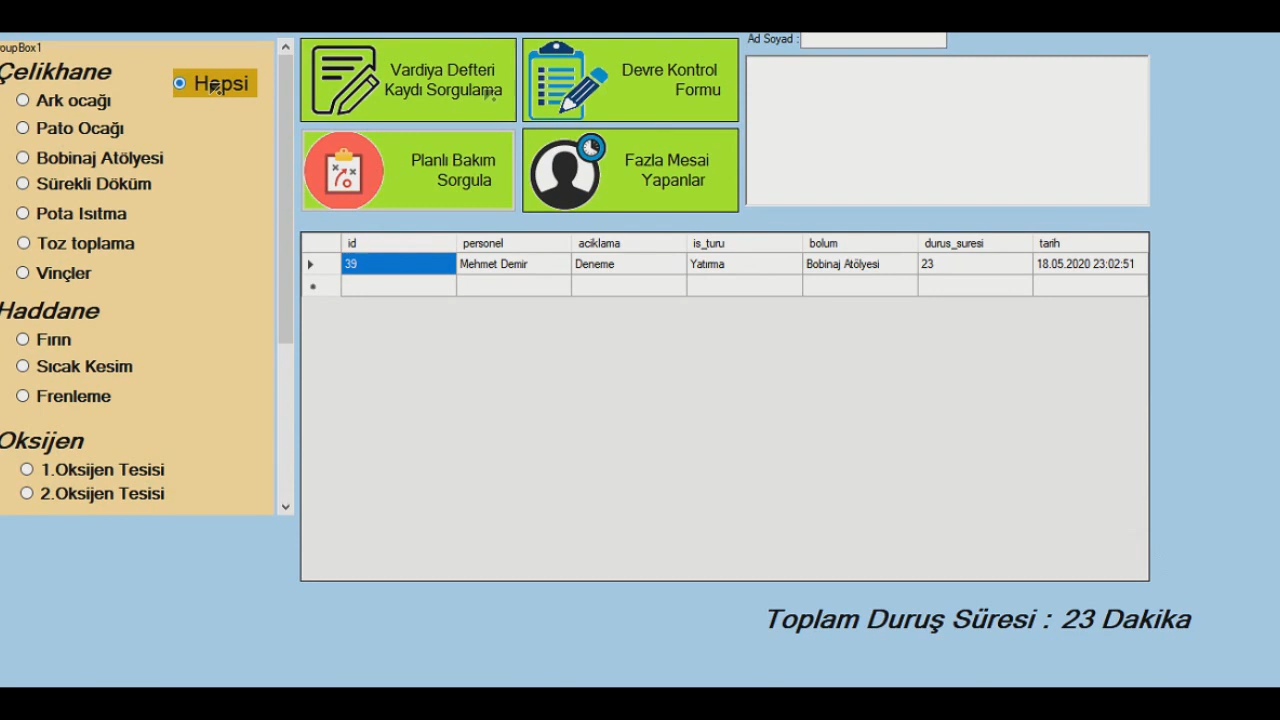 oupBox1
Çelikhane
Hepsi
Ark ocağı
Pato Ocağı
Bobinaj Atölyesi
Sürekli Döküm
Pota Isıtma
Toz toplama
Vinçler
Haddane
Fırın
Sıcak Kesim
Frenleme
Oksijen
1.Oksijen Tesisi
2.Oksijen Tesisi
Vardiya Defteri
Kaydı Sorgulama
Devre Kontrol
Formu
Planlı Bakım
Sorgula
Fazla Mesai
Yapanlar
Ad Soyad :
id personel aciklama is_turu bolum durus_suresi tarih
39 Mehmet Demir Deneme Yatırma Bobinaj Atölyesi 23 18.05.2020 23:02:51
Toplam Duruş Süresi : 23 Dakika